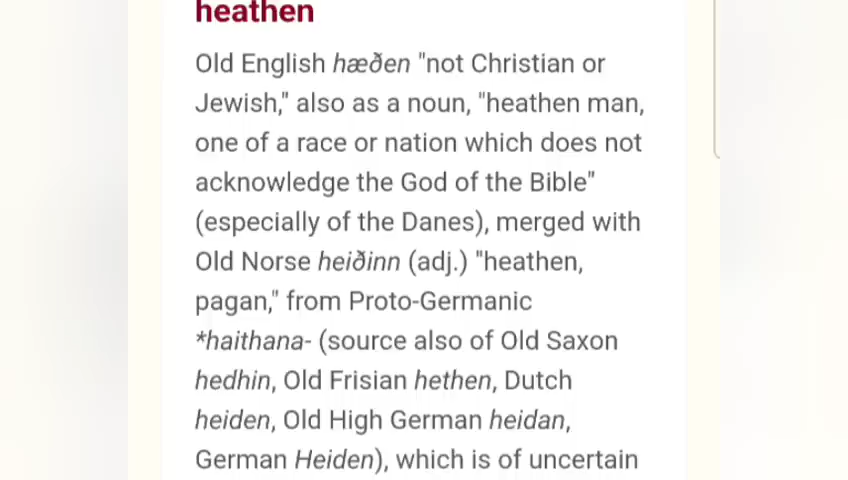 heathen
Old English hæðen "not Christian or
Jewish," also as a noun, "heathen man,
one of a race or nation which does not
acknowledge the God of the Bible"
(especially of the Danes), merged with
Old Norse heiðinn (adj.) "heathen,
pagan," from Proto-Germanic
*haithana- (source also of Old Saxon
hedhin, Old Frisian hethen, Dutch
heiden, Old High German heidan,
German Heiden), which is of uncertain